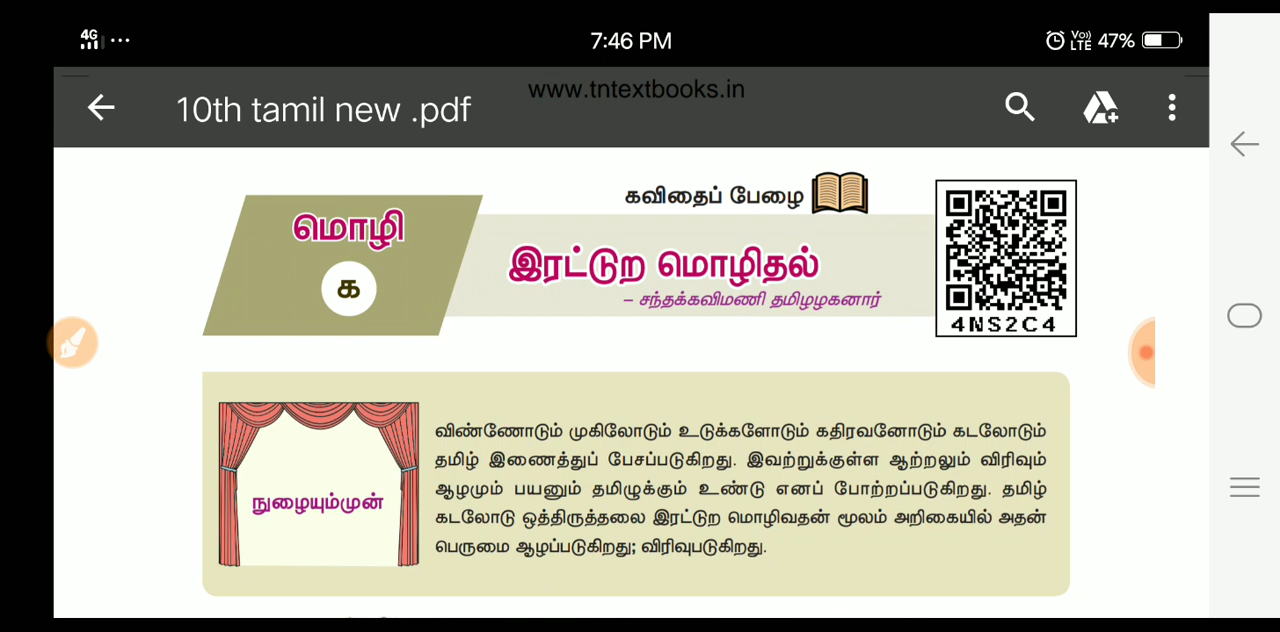 4G
7:46 PM
Vo)) LTE 47%
www.tntextbooks.in
10th tamil new .pdf
கவிதைப் பேழை
மொழி
௧
இரட்டுற மொழிதல்
– சந்தக்கவிமணி தமிழழகனார்
4NS2C4
நுழையும்முன்
விண்ணோடும் முகிலோடும் உடுக்களோடும் கதிரவனோடும் கடலோடும்
தமிழ் இணைத்துப் பேசப்படுகிறது. இவற்றுக்குள்ள ஆற்றலும் விரிவும்
ஆழமும் பயனும் தமிழுக்கும் உண்டு எனப் போற்றப்படுகிறது. தமிழ்
கடலோடு ஒத்திருத்தலை இரட்டுற மொழிவதன் மூலம் அறிகையில் அதன்
பெருமை ஆழப்படுகிறது; விரிவுபடுகிறது.